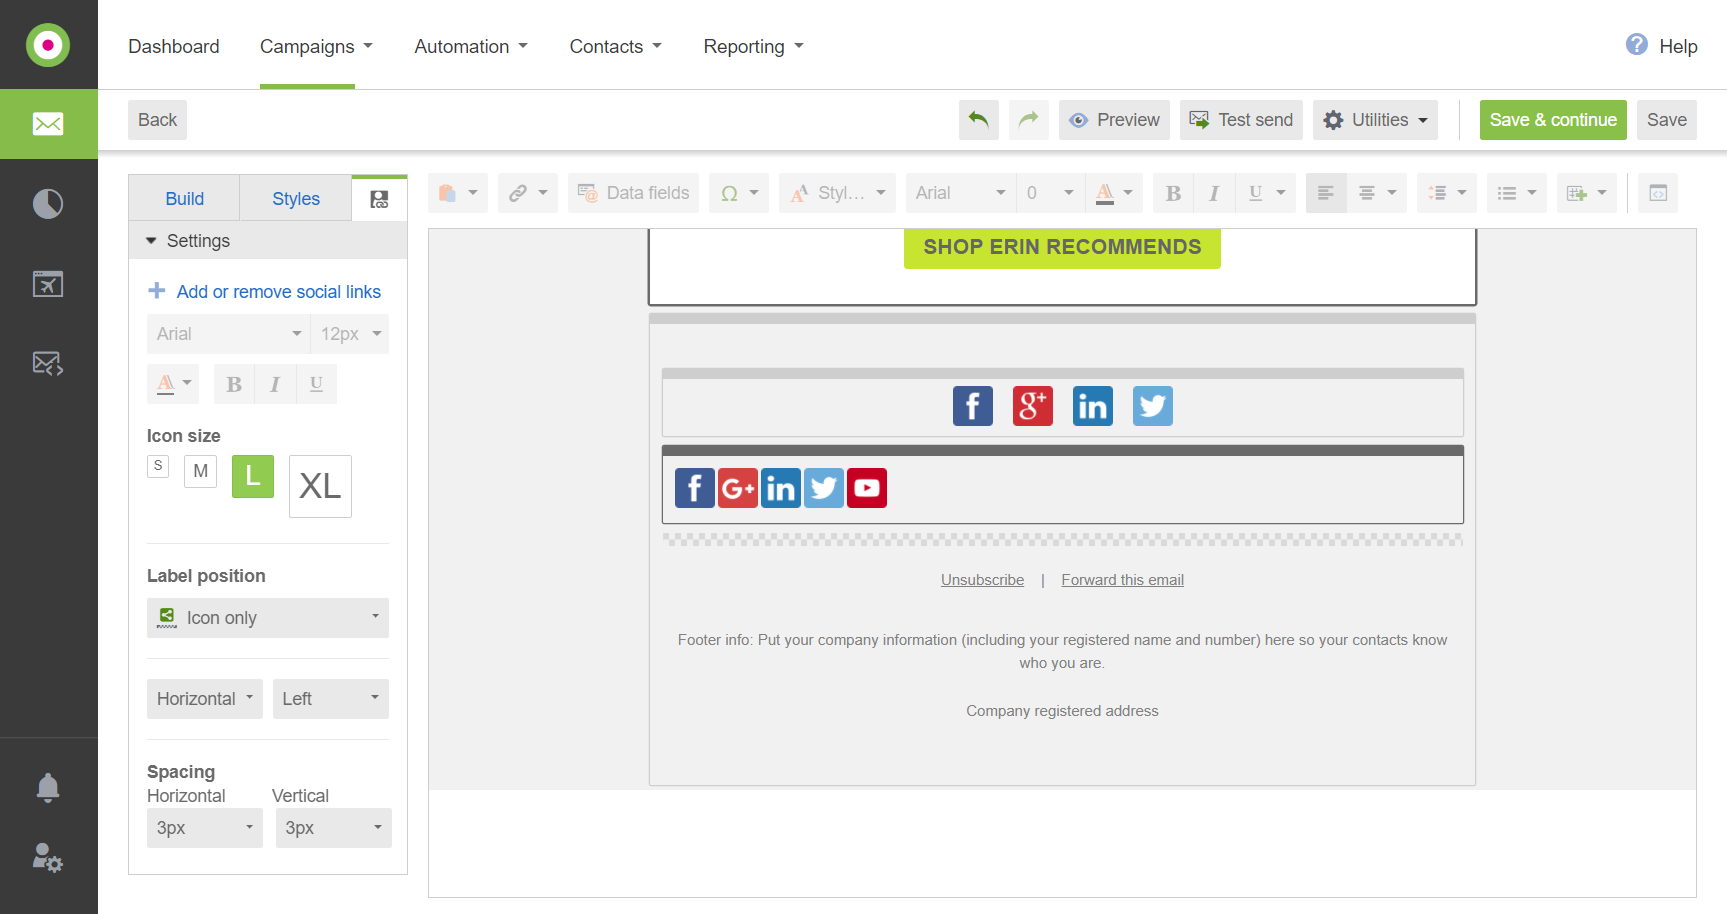 Dashboard Campaigns Automation Contacts Reporting ? Help
Back Preview Test send Utilities Save & continue Save
Build Styles
Data fields Ω Styl... Arial 0 A B I U
Settings
Add or remove social links
Arial 12px
A B I U
Icon size
S M L XL
Label position
Icon only
Horizontal Left
Spacing
Horizontal Vertical
3px 3px
SHOP ERIN RECOMMENDS
f g+ in
f G+ in
Unsubscribe | Forward this email
Footer info: Put your company information (including your registered name and number) here so your contacts know
who you are.
Company registered address